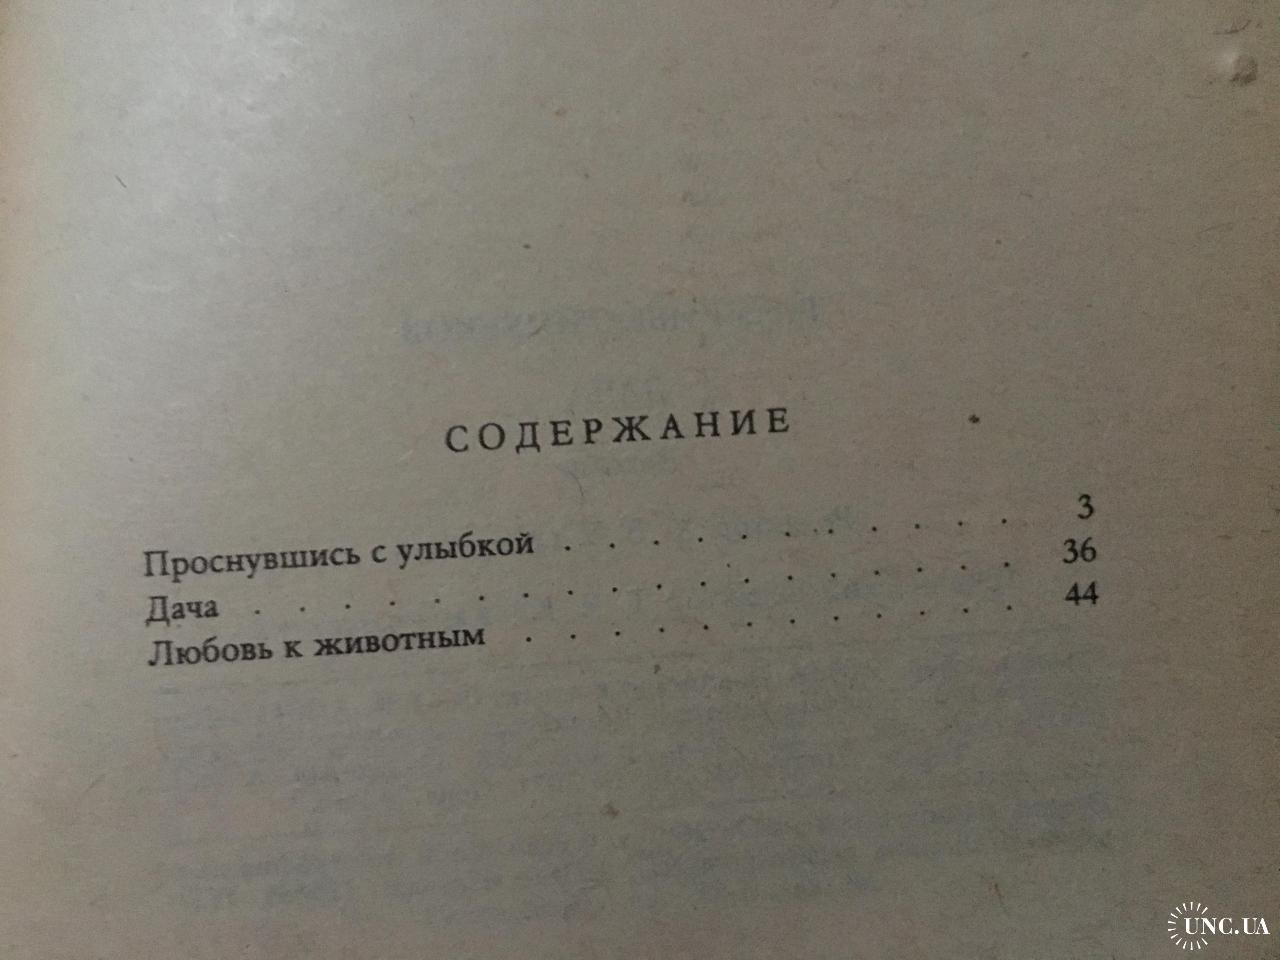 СОДЕРЖАНИЕ
Проснувшись с улыбкой . . . . . . . . . . . 3
Дача . . . . . . . . . . . . . . . . . . 36
Любовь к животным . . . . . . . . . . . . 44
UNC.UA